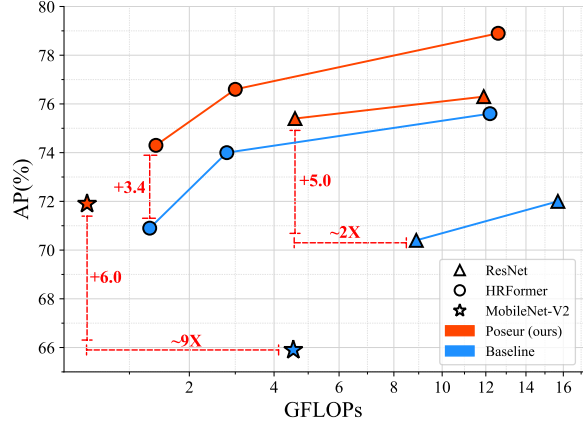 80
78
76
74
72
70
68
66
AP(%)
+3.4
+5.0
+6.0
~2X
~9X
ResNet
HRFormer
MobileNet-V2
Poseur (ours)
Baseline
2
4
6
8
10
12
14
16
GFLOPs